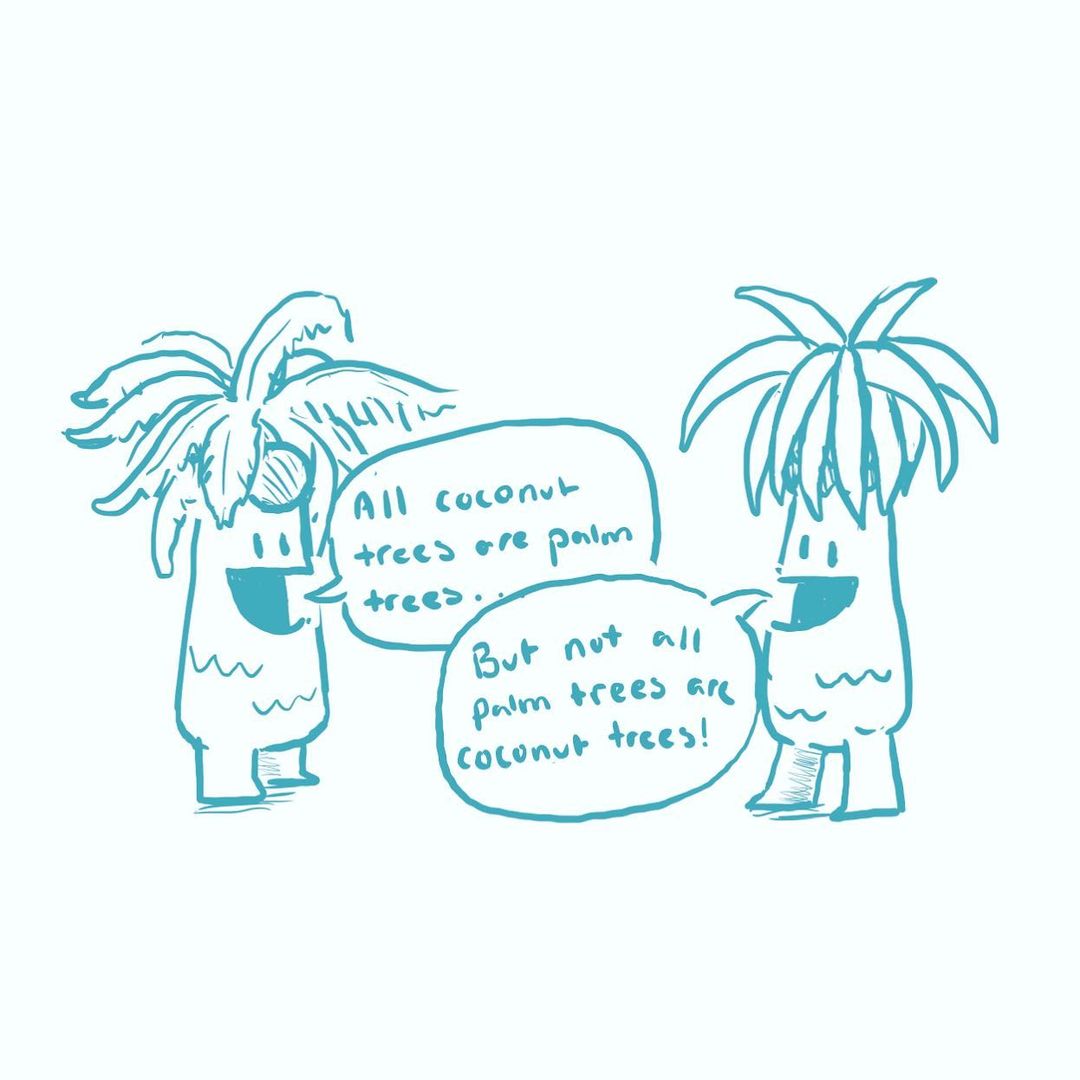 All coconut
trees are palm
trees...
But not all
palm trees are
coconut trees!